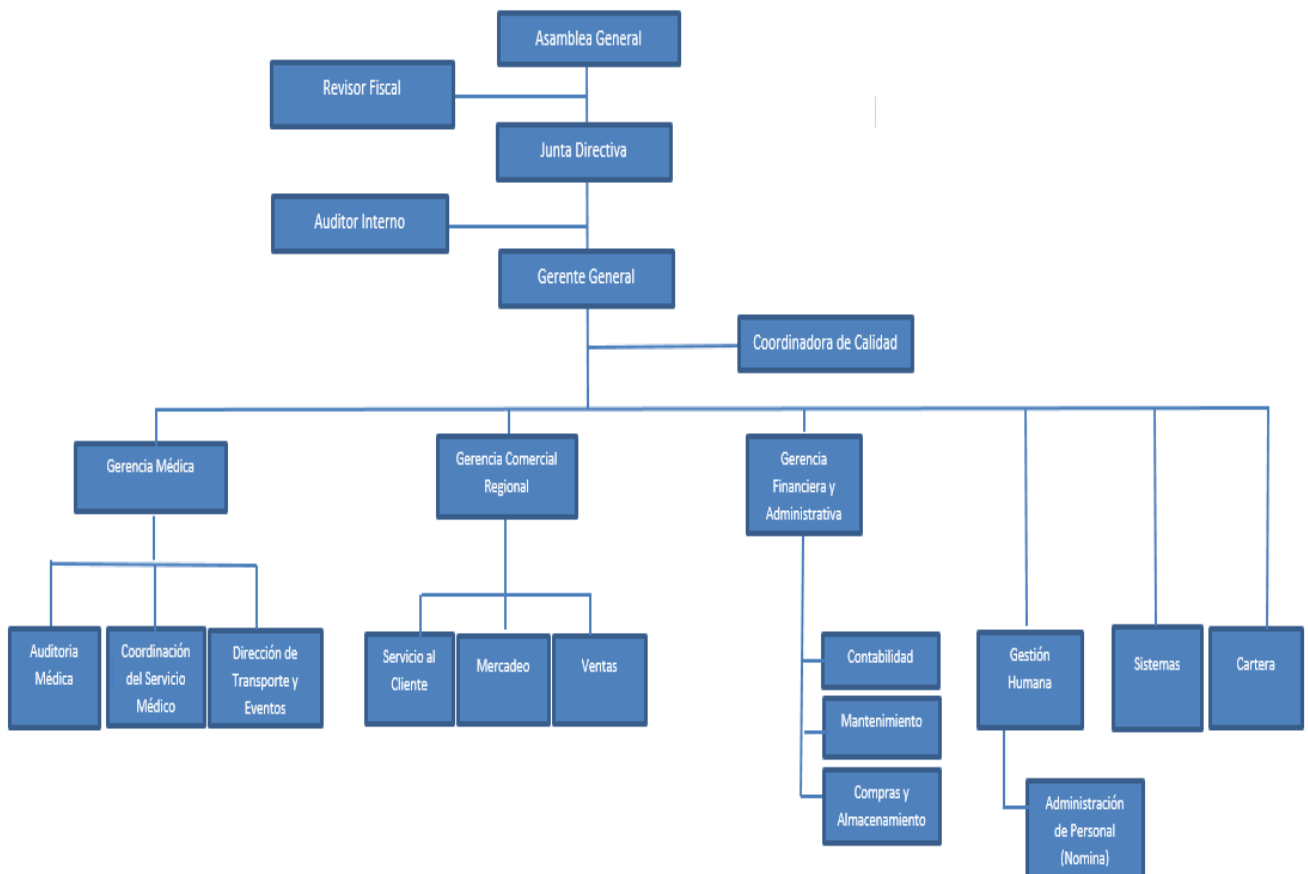 Asamblea General
Revisor Fiscal
Junta Directiva
Auditor Interno
Gerente General
Coordinadora de Calidad
Gerencia Médica
Gerencia Comercial
Regional
Gerencia
Financiera y
Administrativa
Auditoria
Médica
Coordinación
del Servicio
Médico
Dirección de
Transporte y
Eventos
Servicio al
Cliente
Mercadeo
Ventas
Contabilidad
Mantenimiento
Compras y
Almacenamiento
Gestión
Humana
Administración
de Personal
(Nomina)
Sistemas
Cartera